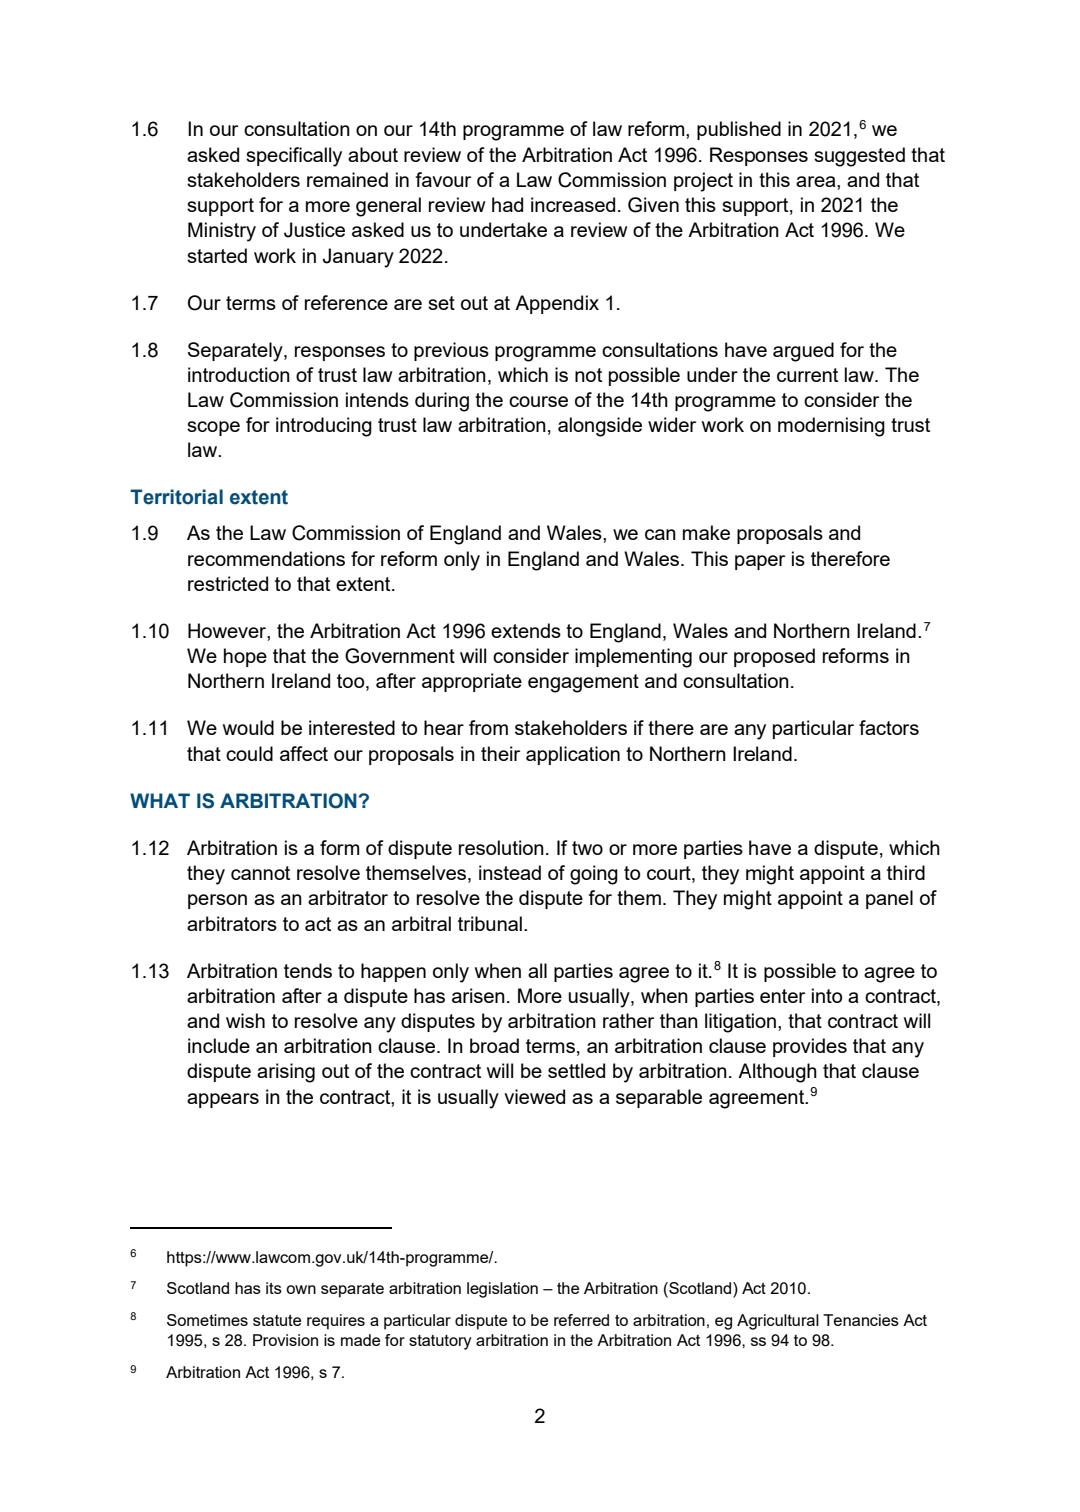 1.6 In our consultation on our 14th programme of law reform, published in 2021,6 we
asked specifically about review of the Arbitration Act 1996. Responses suggested that
stakeholders remained in favour of a Law Commission project in this area, and that
support for a more general review had increased. Given this support, in 2021 the
Ministry of Justice asked us to undertake a review of the Arbitration Act 1996. We
started work in January 2022.
1.7 Our terms of reference are set out at Appendix 1.
1.8 Separately, responses to previous programme consultations have argued for the
introduction of trust law arbitration, which is not possible under the current law. The
Law Commission intends during the course of the 14th programme to consider the
scope for introducing trust law arbitration, alongside wider work on modernising trust
law.
Territorial extent
1.9 As the Law Commission of England and Wales, we can make proposals and
recommendations for reform only in England and Wales. This paper is therefore
restricted to that extent.
1.10 However, the Arbitration Act 1996 extends to England, Wales and Northern Ireland.7
We hope that the Government will consider implementing our proposed reforms in
Northern Ireland too, after appropriate engagement and consultation.
1.11 We would be interested to hear from stakeholders if there are any particular factors
that could affect our proposals in their application to Northern Ireland.
WHAT IS ARBITRATION?
1.12 Arbitration is a form of dispute resolution. If two or more parties have a dispute, which
they cannot resolve themselves, instead of going to court, they might appoint a third
person as an arbitrator to resolve the dispute for them. They might appoint a panel of
arbitrators to act as an arbitral tribunal.
1.13 Arbitration tends to happen only when all parties agree to it.8 It is possible to agree to
arbitration after a dispute has arisen. More usually, when parties enter into a contract,
and wish to resolve any disputes by arbitration rather than litigation, that contract will
include an arbitration clause. In broad terms, an arbitration clause provides that any
dispute arising out of the contract will be settled by arbitration. Although that clause
appears in the contract, it is usually viewed as a separable agreement.9
6 https://www.lawcom.gov.uk/14th-programme/.
7 Scotland has its own separate arbitration legislation – the Arbitration (Scotland) Act 2010.
8 Sometimes statute requires a particular dispute to be referred to arbitration, eg Agricultural Tenancies Act
1995, s 28. Provision is made for statutory arbitration in the Arbitration Act 1996, ss 94 to 98.
9 Arbitration Act 1996, s 7.
2